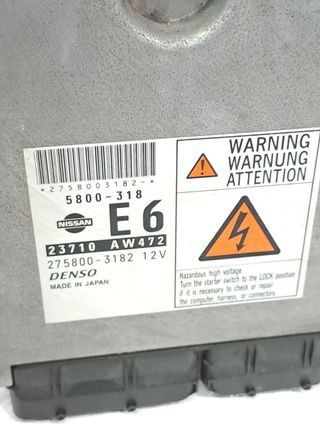 *2758003182-*
5800-318
NISSAN
E6
23710 AW472
275800-3182 12V
DENSO
MADE IN JAPAN
WARNING
WARNUNG
ATTENTION
Hazardous high voltage.
Turn the starter switch to the LOCK position
if it is necessary to check or repair
the computer, harness, or connectors.